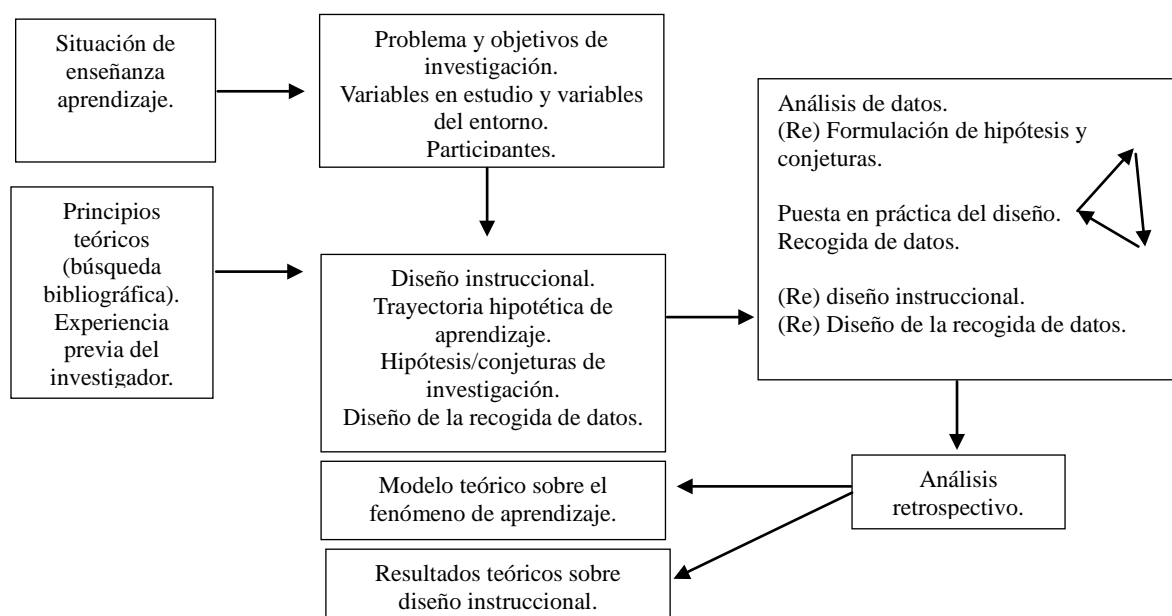 Situación de
enseñanza
aprendizaje.
Problema y objetivos de
investigación.
Variables en estudio y variables
del entorno.
Participantes.
Principios
teóricos
(búsqueda
bibliográfica).
Experiencia
previa del
investigador.
Diseño instruccional.
Trayectoria hipotética de
aprendizaje.
Hipótesis/conjeturas de
investigación.
Diseño de la recogida de datos.
Análisis de datos.
(Re) Formulación de hipótesis y
conjeturas.
Puesta en práctica del diseño.
Recogida de datos.
(Re) diseño instruccional.
(Re) Diseño de la recogida de datos.
Análisis
retrospectivo.
Modelo teórico sobre el
fenómeno de aprendizaje.
Resultados teóricos sobre
diseño instruccional.